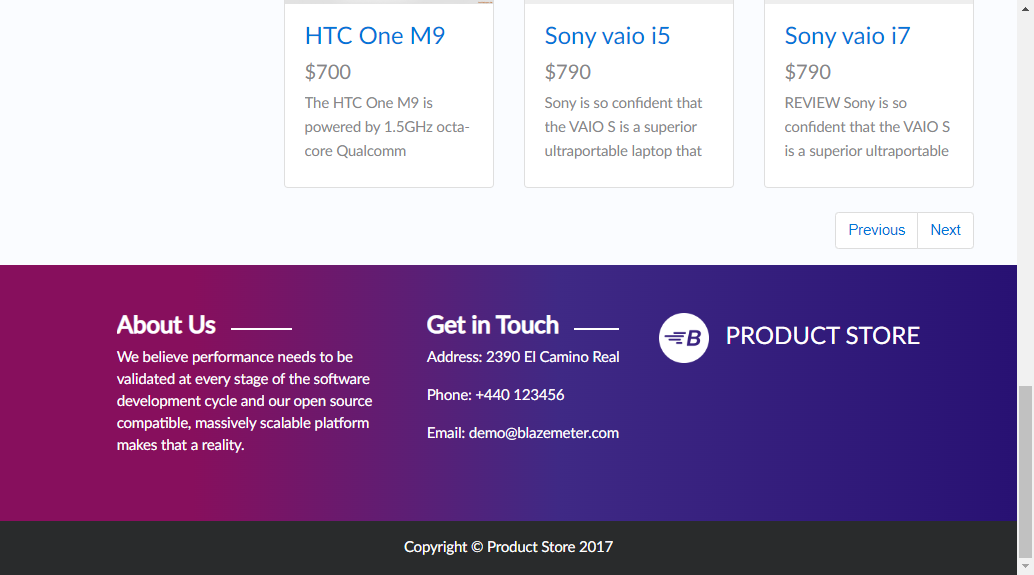 HTC One M9
$700
The HTC One M9 is
powered by 1.5GHz octa-
core Qualcomm
Sony vaio i5
$790
Sony is so confident that
the VAIO S is a superior
ultraportable laptop that
Sony vaio i7
$790
REVIEW Sony is so
confident that the VAIO S
is a superior ultraportable
Previous Next
About Us
We believe performance needs to be
validated at every stage of the software
development cycle and our open source
compatible, massively scalable platform
makes that a reality.
Get in Touch
Address: 2390 El Camino Real
Phone: +440 123456
Email: demo@blazemeter.com
B PRODUCT STORE
Copyright © Product Store 2017